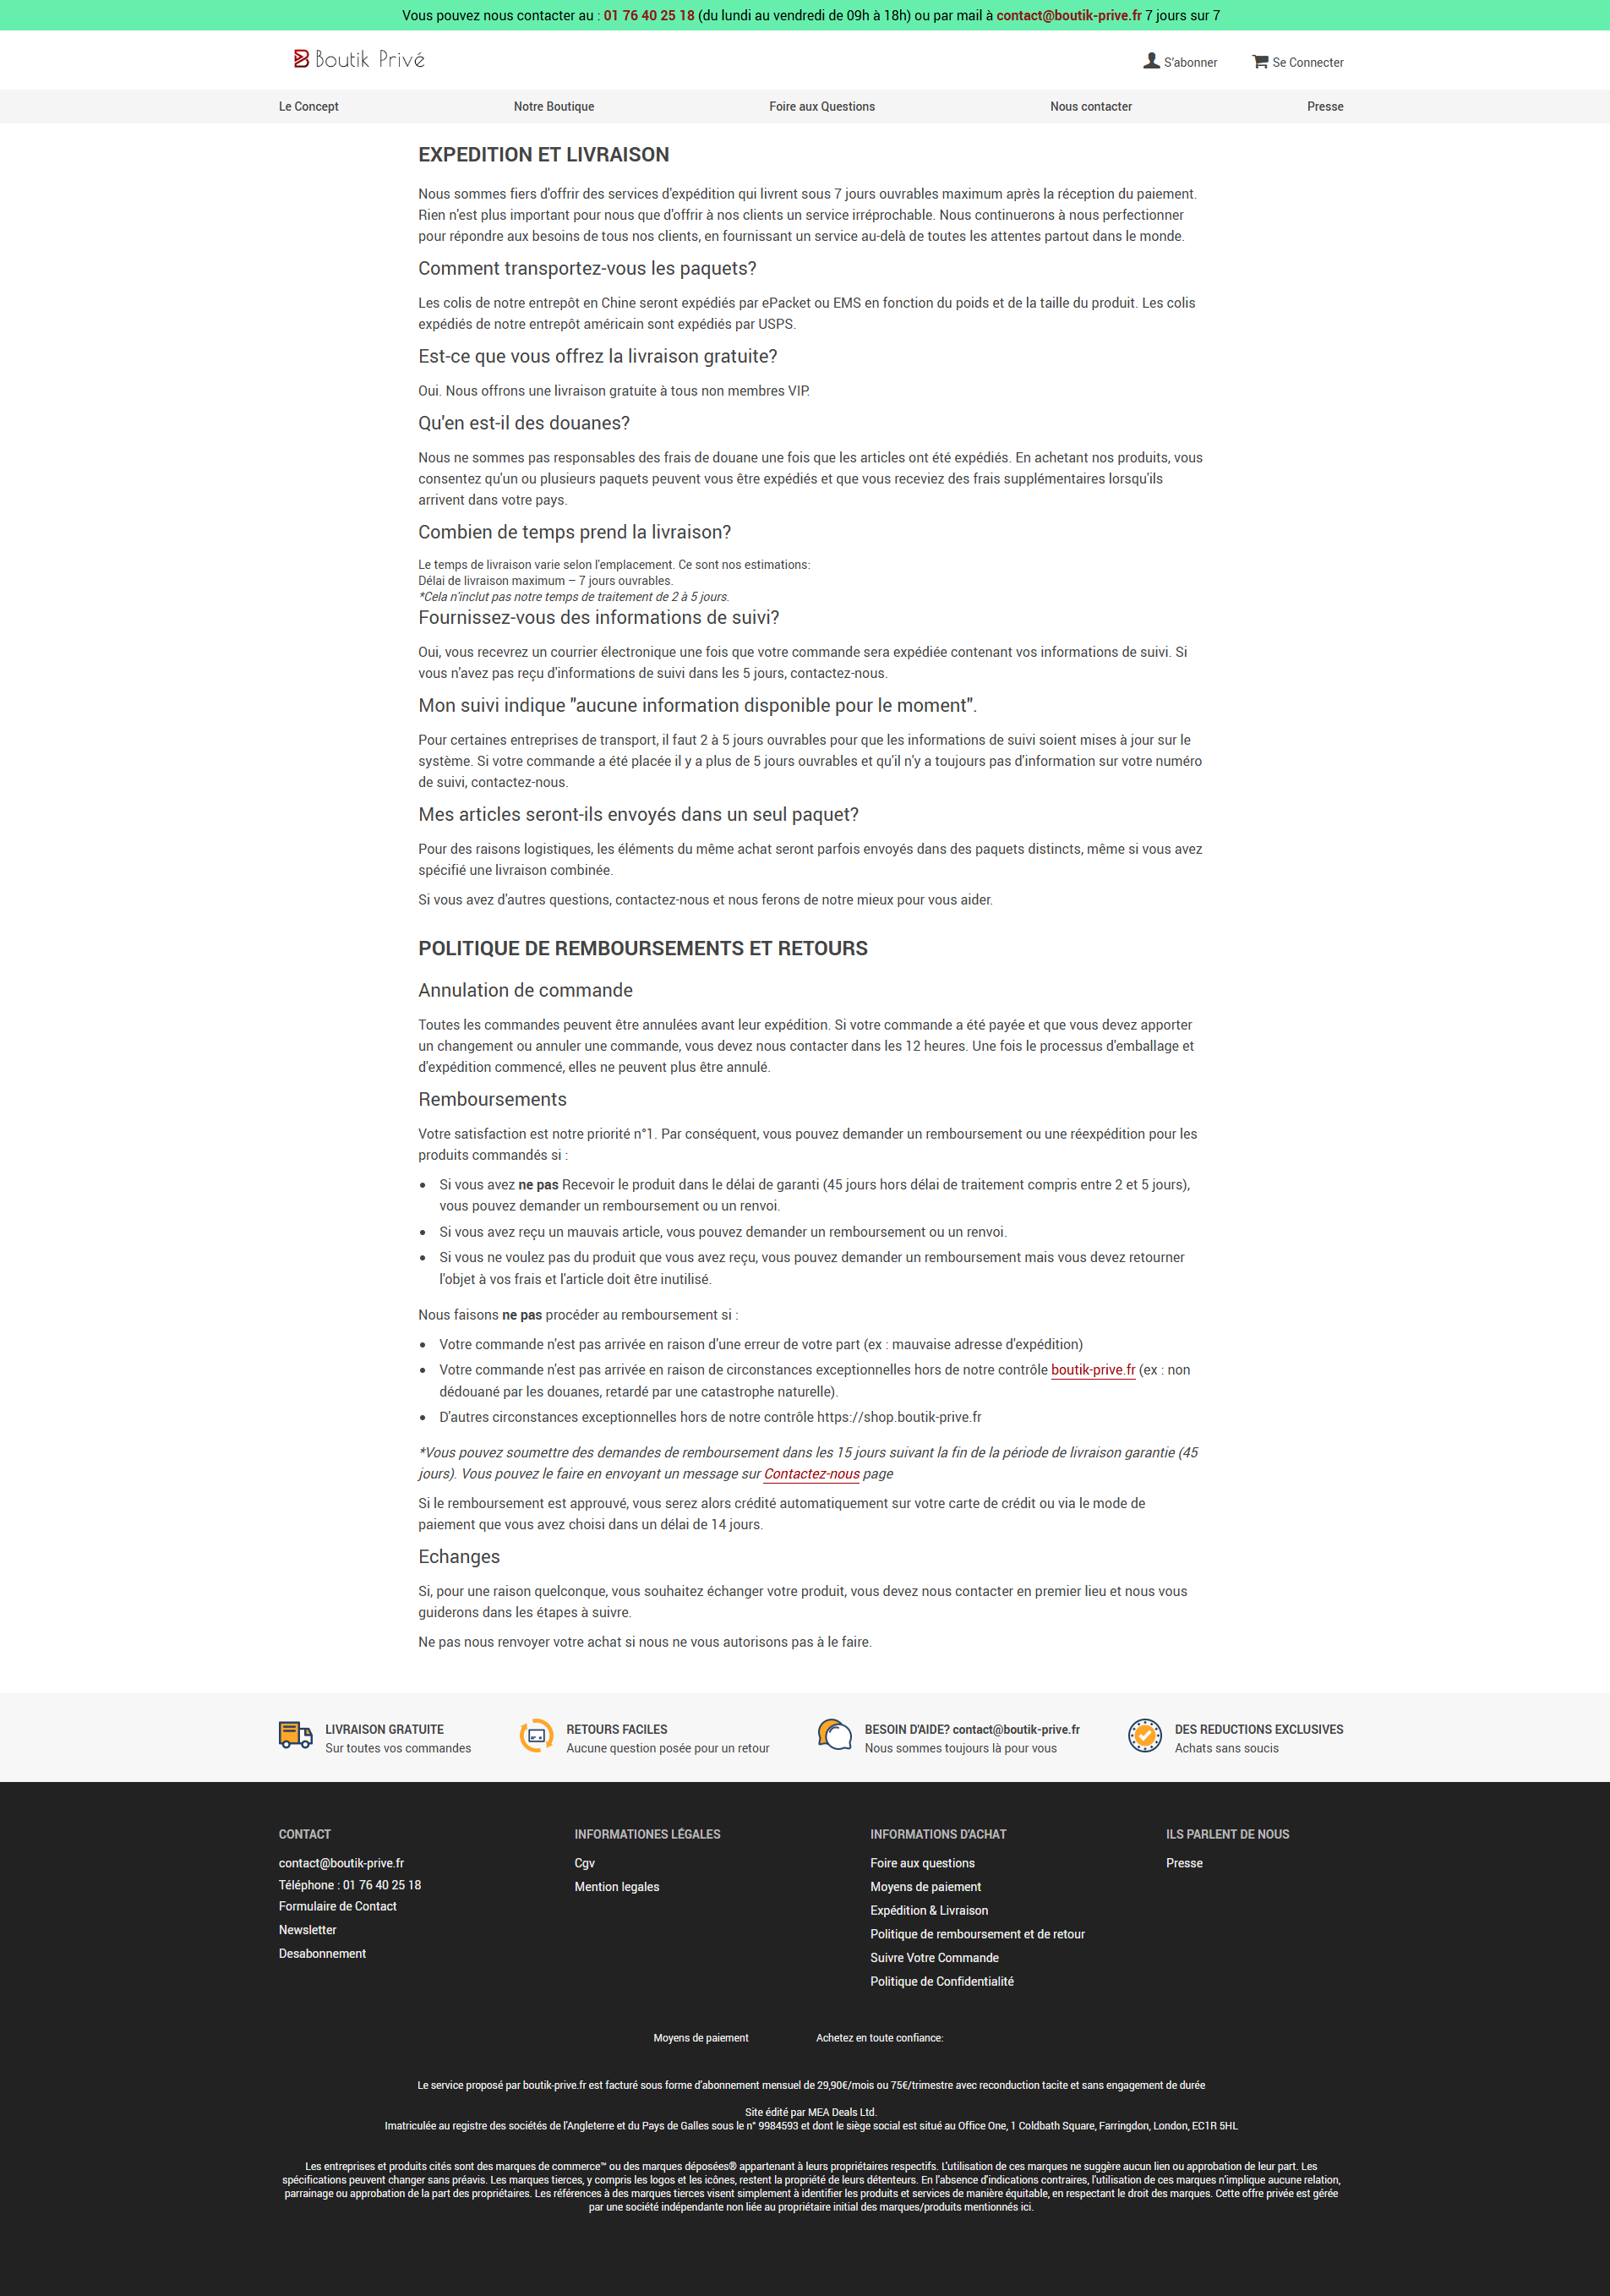 Vous pouvez nous contacter au : 01 76 40 25 18 (du lundi au vendredi de 09h à 18h) ou par mail à contact@boutik-prive.fr 7 jours sur 7
Boutik Privé
S'abonner
Se Connecter
Le Concept
Notre Boutique
Foire aux Questions
Nous contacter
Presse
EXPEDITION ET LIVRAISON
Nous sommes fiers d'offrir des services d'expédition qui livrent sous 7 jours ouvrables maximum après la réception du paiement.
Rien n'est plus important pour nous que d'offrir à nos clients un service irréprochable. Nous continuerons à nous perfectionner
pour répondre aux besoins de tous nos clients, en fournissant un service au-delà de toutes les attentes partout dans le monde.
Comment transportez-vous les paquets?
Les colis de notre entrepôt en Chine seront expédiés par ePacket ou EMS en fonction du poids et de la taille du produit. Les colis
expédiés de notre entrepôt américain sont expédiés par USPS.
Est-ce que vous offrez la livraison gratuite?
Oui. Nous offrons une livraison gratuite à tous non membres VIP.
Qu'en est-il des douanes?
Nous ne sommes pas responsables des frais de douane une fois que les articles ont été expédiés. En achetant nos produits, vous
consentez qu'un ou plusieurs paquets peuvent vous être expédiés et que vous receviez des frais supplémentaires lorsqu'ils
arrivent dans votre pays.
Combien de temps prend la livraison?
Le temps de livraison varie selon l'emplacement. Ce sont nos estimations:
Délai de livraison maximum – 7 jours ouvrables.
*Cela n'inclut pas notre temps de traitement de 2 à 5 jours.
Fournissez-vous des informations de suivi?
Oui, vous recevrez un courrier électronique une fois que votre commande sera expédiée contenant vos informations de suivi. Si
vous n'avez pas reçu d'informations de suivi dans les 5 jours, contactez-nous.
Mon suivi indique "aucune information disponible pour le moment".
Pour certaines entreprises de transport, il faut 2 à 5 jours ouvrables pour que les informations de suivi soient mises à jour sur le
système. Si votre commande a été placée il y a plus de 5 jours ouvrables et qu'il n'y a toujours pas d'information sur votre numéro
de suivi, contactez-nous.
Mes articles seront-ils envoyés dans un seul paquet?
Pour des raisons logistiques, les éléments du même achat seront parfois envoyés dans des paquets distincts, même si vous avez
spécifié une livraison combinée.
Si vous avez d'autres questions, contactez-nous et nous ferons de notre mieux pour vous aider.
POLITIQUE DE REMBOURSEMENTS ET RETOURS
Annulation de commande
Toutes les commandes peuvent être annulées avant leur expédition. Si votre commande a été payée et que vous devez apporter
un changement ou annuler une commande, vous devez nous contacter dans les 12 heures. Une fois le processus d'emballage et
d'expédition commencé, elles ne peuvent plus être annulé.
Remboursements
Votre satisfaction est notre priorité n°1. Par conséquent, vous pouvez demander un remboursement ou une réexpédition pour les
produits commandés si :
• Si vous avez ne pas Recevoir le produit dans le délai de garanti (45 jours hors délai de traitement compris entre 2 et 5 jours),
vous pouvez demander un remboursement ou un renvoi.
• Si vous avez reçu un mauvais article, vous pouvez demander un remboursement ou un renvoi.
• Si vous ne voulez pas du produit que vous avez reçu, vous pouvez demander un remboursement mais vous devez retourner
l'objet à vos frais et l'article doit être inutilisé.
Nous faisons ne pas procéder au remboursement si :
• Votre commande n'est pas arrivée en raison d'une erreur de votre part (ex : mauvaise adresse d'expédition)
• Votre commande n'est pas arrivée en raison de circonstances exceptionnelles hors de notre contrôle boutik-prive.fr (ex : non
dédouané par les douanes, retardé par une catastrophe naturelle).
• D'autres circonstances exceptionnelles hors de notre contrôle https://shop.boutik-prive.fr
*Vous pouvez soumettre des demandes de remboursement dans les 15 jours suivant la fin de la période de livraison garantie (45
jours). Vous pouvez le faire en envoyant un message sur Contactez-nous page
Si le remboursement est approuvé, vous serez alors crédité automatiquement sur votre carte de crédit ou via le mode de
paiement que vous avez choisi dans un délai de 14 jours.
Echanges
Si, pour une raison quelconque, vous souhaitez échanger votre produit, vous devez nous contacter en premier lieu et nous vous
guiderons dans les étapes à suivre.
Ne pas nous renvoyer votre achat si nous ne vous autorisons pas à le faire.
LIVRAISON GRATUITE
Sur toutes vos commandes
RETOURS FACILES
Aucune question posée pour un retour
BESOIN D'AIDE? contact@boutik-prive.fr
Nous sommes toujours là pour vous
DES REDUCTIONS EXCLUSIVES
Achats sans soucis
CONTACT
contact@boutik-prive.fr
Téléphone : 01 76 40 25 18
Formulaire de Contact
Newsletter
Desabonnement
INFORMATIONES LÉGALES
Cgv
Mention legales
INFORMATIONS D'ACHAT
Foire aux questions
Moyens de paiement
Expédition & Livraison
Politique de remboursement et de retour
Suivre Votre Commande
Politique de Confidentialité
ILS PARLENT DE NOUS
Presse
Moyens de paiement
Achetez en toute confiance:
Le service proposé par boutik-prive.fr est facturé sous forme d'abonnement mensuel de 29,90€/mois ou 75€/trimestre avec reconduction tacite et sans engagement de durée
Site édité par MEA Deals Ltd.
Imatriculée au registre des sociétés de l'Angleterre et du Pays de Galles sous le n° 9984593 et dont le siège social est situé au Office One, 1 Coldbath Square, Farringdon, London, EC1R 5HL
Les entreprises et produits cités sont des marques de commerce™ ou des marques déposées® appartenant à leurs propriétaires respectifs. L'utilisation de ces marques ne suggère aucun lien ou approbation de leur part. Les
spécifications peuvent changer sans préavis. Les marques tierces, y compris les logos et les icônes, restent la propriété de leurs détenteurs. En l'absence d'indications contraires, l'utilisation de ces marques n'implique aucune relation,
parrainage ou approbation de la part des propriétaires. Les références à des marques tierces visent simplement à identifier les produits et services de manière équitable, en respectant le droit des marques. Cette offre privée est gérée
par une société indépendante non liée au propriétaire initial des marques/produits mentionnés ici.